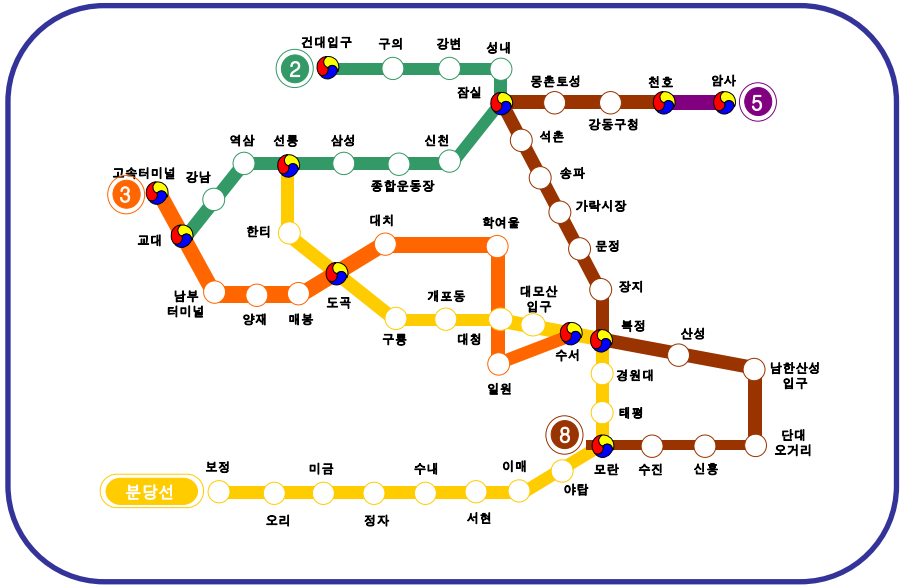 건대입구
구의
강변
성내
2
잠실
몽촌토성
천호
암사
5
강동구청
역삼
선릉
삼성
신천
석촌
종합운동장
송파
고속터미널
강남
3
가락시장
교대
한티
대치
학여울
문정
남부
터미널
양재
매봉
도곡
개포동
대모산
입구
장지
구룡
대청
수서
복정
산성
일원
경원대
남한산성
입구
태평
8
모란
수진
신흥
단대
오거리
분당선
보정
오리
미금
정자
수내
서현
이매
야탑